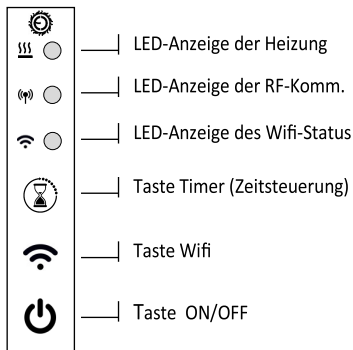 LED-Anzeige der Heizung
LED-Anzeige der RF-Komm.
LED-Anzeige des Wifi-Status
Taste Timer (Zeitsteuerung)
Taste Wifi
Taste ON/OFF